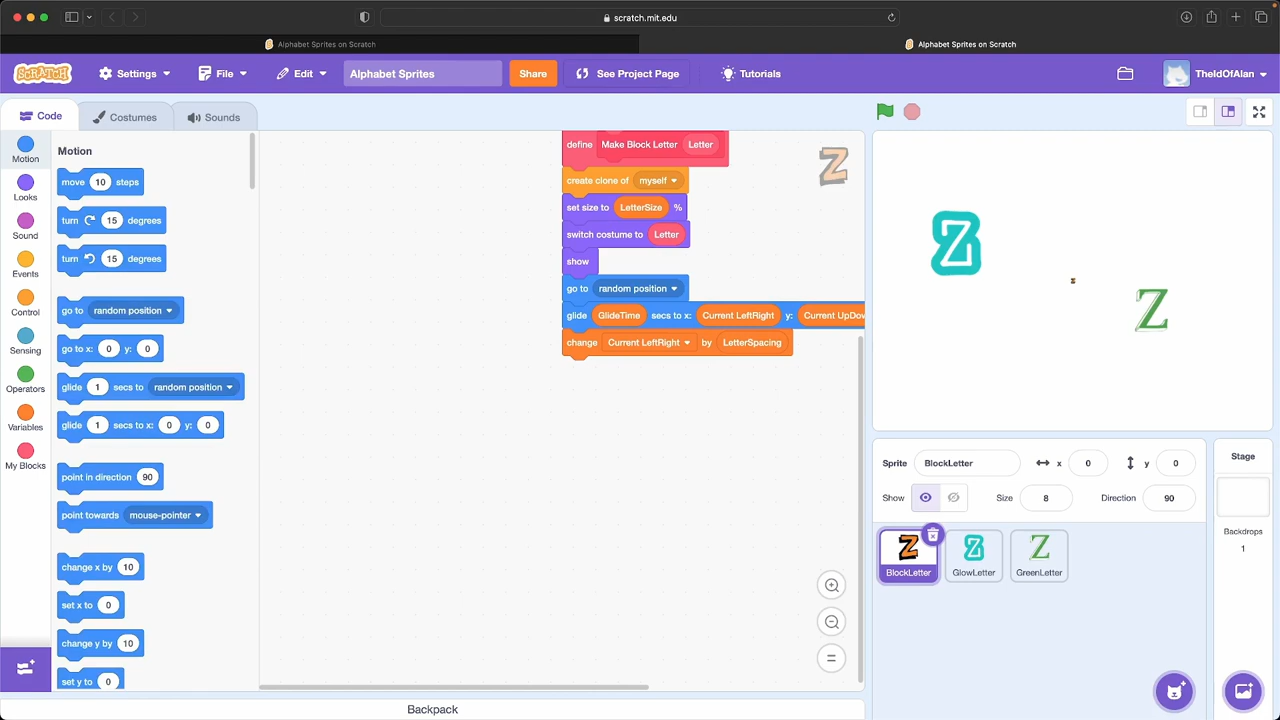 scratch.mit.edu
Alphabet Sprites on Scratch
Alphabet Sprites on Scratch
SCRATCH
Settings
File
Edit
Alphabet Sprites
Share
See Project Page
Tutorials
TheIdOfAlan
Code
Costumes
Sounds
Motion
Looks
Sound
Events
Control
Sensing
Operators
Variables
My Blocks
Motion
move 10 steps
turn 15 degrees
turn 15 degrees
go to random position
go to x: 0 y: 0
glide 1 secs to random position
glide 1 secs to x: 0 y: 0
point in direction 90
point towards mouse-pointer
change x by 10
set x to 0
change y by 10
set y to 0
define Make Block Letter Letter
create clone of myself
set size to LetterSize %
switch costume to Letter
show
go to random position
glide GlideTime secs to x: Current LeftRight y: Current UpDow
change Current LeftRight by LetterSpacing
Z
Z
Z
Z
Sprite BlockLetter x 0 y 0
Show Size 8 Direction 90
Z
BlockLetter
Z
GlowLetter
Z
GreenLetter
Stage
Backdrops
1
Backpack